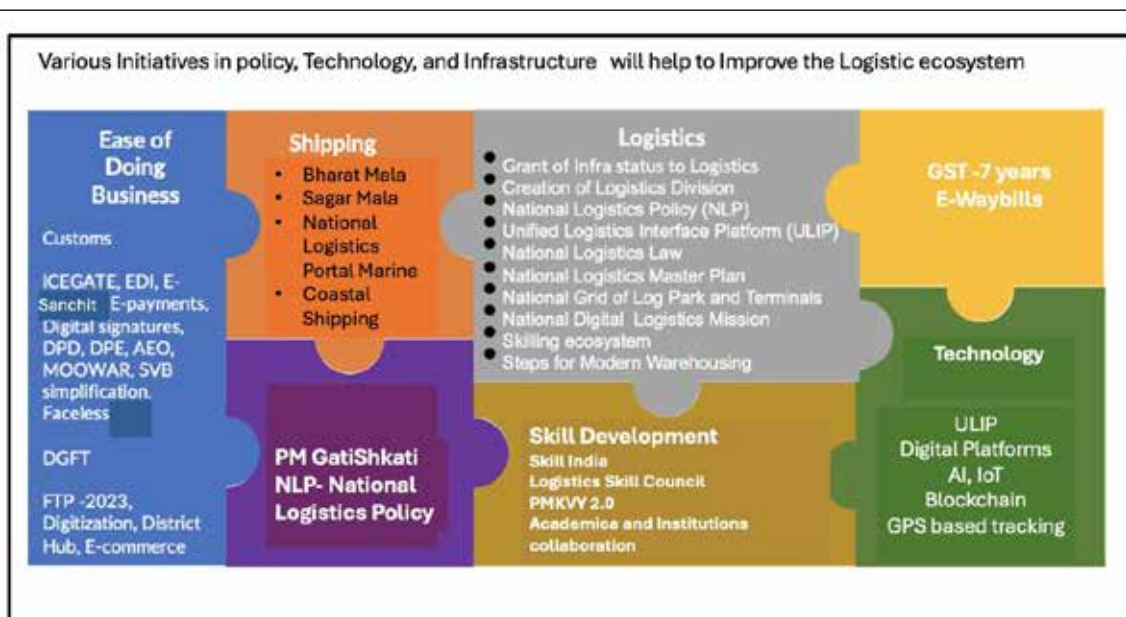 Various Initiatives in policy, Technology, and Infrastructure will help to Improve the Logistic ecosystem
Ease of
Doing
Business
Customs
ICEGATE, EDI, E-
Sanchit E-payments,
Digital signatures,
DPD, DPE, AEO,
MOOWAR, SVB
simplification.
Faceless
DGFT
FTP -2023,
Digitization, District
Hub, E-commerce
Shipping
• Bharat Mala
• Sagar Mala
• National
Logistics
Portal Marine
• Coastal
Shipping
PM GatiShkati
NLP- National
Logistics Policy
Logistics
• Grant of Infra status to Logistics
• Creation of Logistics Division
• National Logistics Policy (NLP)
• Unified Logistics Interface Platform (ULIP)
• National Logistics Law
• National Logistics Master Plan
• National Grid of Log Park and Terminals
• National Digital Logistics Mission
• Skilling ecosystem
• Steps for Modern Warehousing
Skill Development
Skill India
Logistics Skill Council
PMKVY 2.0
Academica and Institutions
collaboration
GST -7 years
E-Waybills
Technology
ULIP
Digital Platforms
AI, IoT
Blockchain
GPS based tracking